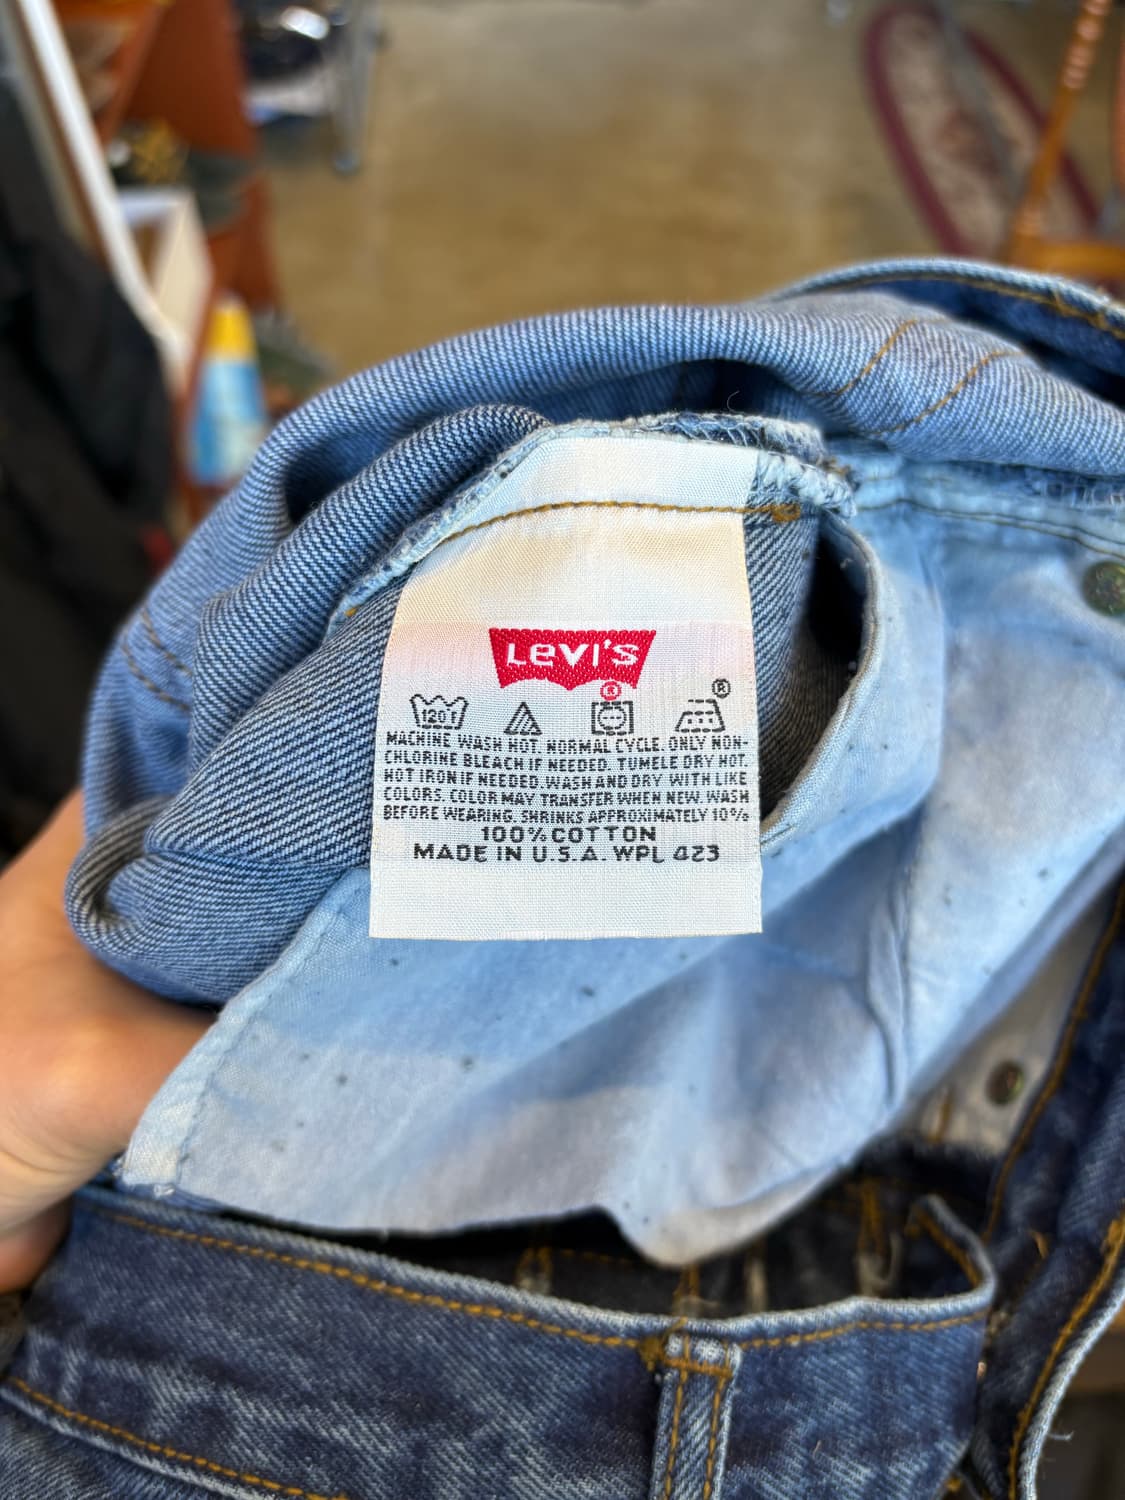 Levi's
®
®
120F
MACHINE WASH HOT. NORMAL CYCLE. ONLY NON-
CHLORINE BLEACH IF NEEDED. TUMBLE DRY HOT.
HOT IRON IF NEEDED. WASH AND DRY WITH LIKE
COLORS. COLOR MAY TRANSFER WHEN NEW. WASH
BEFORE WEARING. SHRINKS APPROXIMATELY 10%
100% COTTON
MADE IN U.S.A. WPL 423